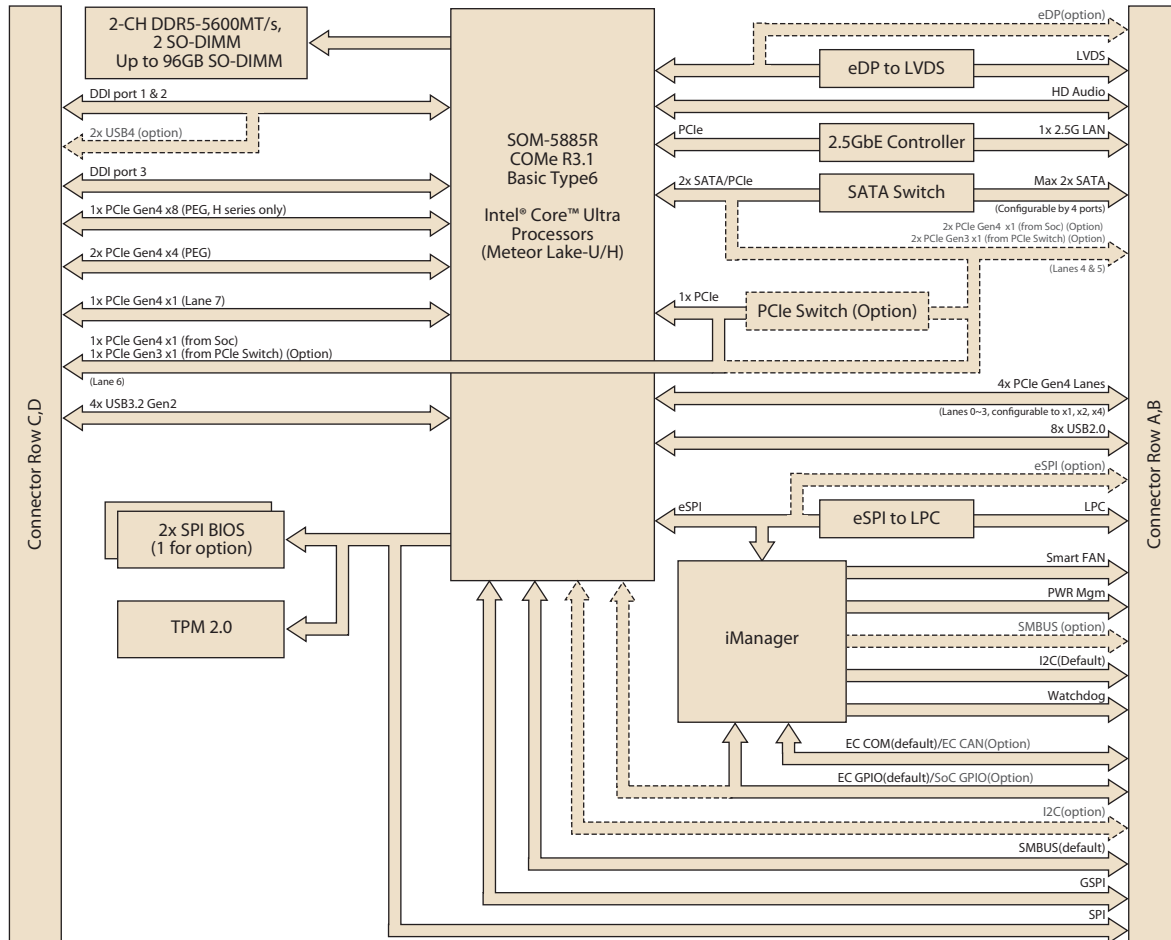 2-CH DDR5-5600MT/s,
2 SO-DIMM
Up to 96GB SO-DIMM
DDI port 1 & 2
2x USB4 (option)
DDI port 3
1x PCIe Gen4 x8 (PEG, H series only)
2x PCIe Gen4 x4 (PEG)
1x PCIe Gen4 x1 (Lane 7)
1x PCIe Gen4 x1 (from Soc)
1x PCIe Gen3 x1 (from PCIe Switch) (Option)
(Lane 6)
4x USB3.2 Gen2
Connector Row C,D
2x SPI BIOS
(1 for option)
TPM 2.0
SOM-5885R
COMe R3.1
Basic Type6
Intel® Core™ Ultra
Processors
(Meteor Lake-U/H)
eDP(option)
eDP to LVDS
LVDS
HD Audio
PCIe
2.5GbE Controller
1x 2.5G LAN
2x SATA/PCIe
SATA Switch
Max 2x SATA
(Configurable by 4 ports)
2x PCIe Gen4 x1 (from Soc) (Option)
2x PCIe Gen3 x1 (from PCIe Switch) (Option)
(Lanes 4 & 5)
1x PCIe
PCIe Switch (Option)
4x PCIe Gen4 Lanes
(Lanes 0~3, configurable to x1, x2, x4)
8x USB2.0
eSPI (option)
eSPI
eSPI to LPC
LPC
iManager
Smart FAN
PWR Mgm
SMBUS (option)
I2C(Default)
Watchdog
EC COM(default)/EC CAN(Option)
EC GPIO(default)/SoC GPIO(Option)
I2C(option)
SMBUS(default)
GSPI
SPI
Connector Row A,B